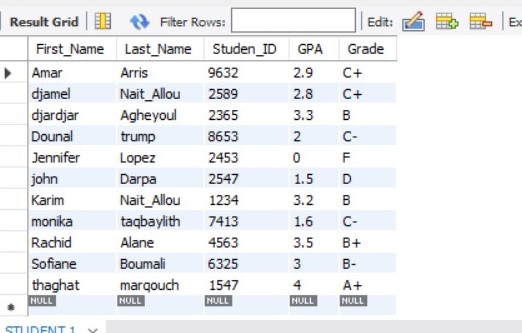 Result Grid Filter Rows: Edit:
First_Name Last_Name Studen_ID GPA Grade
Amar Arris 9632 2.9 C+
djamel Nait_Allou 2589 2.8 C+
djardjar Agheyoul 2365 3.3 B
Dounal trump 8653 2 C-
Jennifer Lopez 2453 0 F
john Darpa 2547 1.5 D
Karim Nait_Allou 1234 3.2 B
monika taqbaylith 7413 1.6 C-
Rachid Alane 4563 3.5 B+
Sofiane Boumali 6325 3 B-
thaghat marqouch 1547 4 A+
NULL NULL NULL NULL NULL
STUDENT 1